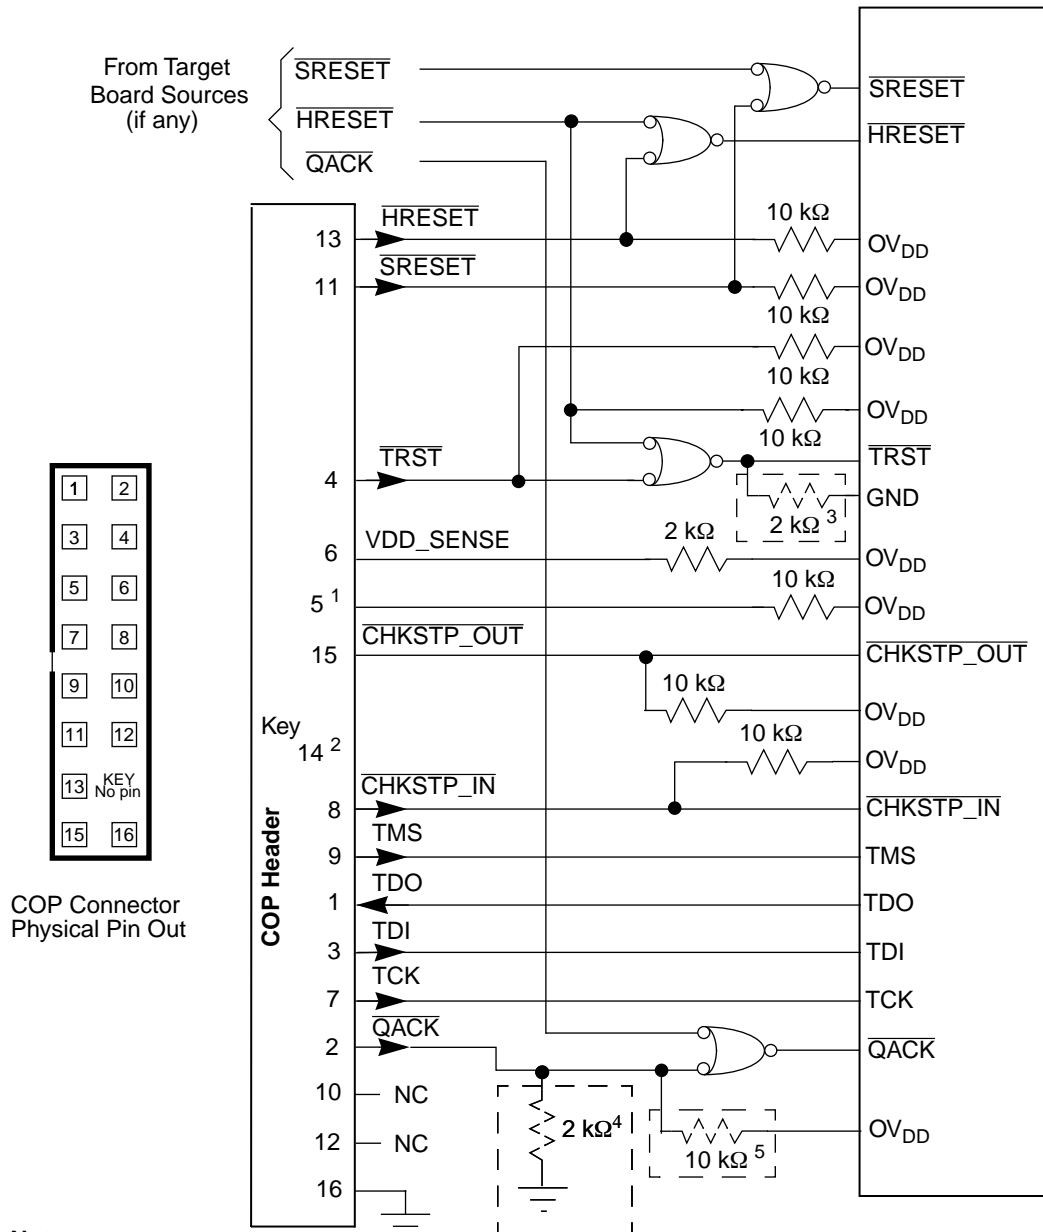 From Target
Board Sources
(if any)
SRESET
HRESET
QACK
SRESET
HRESET
13 HRESET 10 kΩ OVDD
11 SRESET 10 kΩ OVDD
10 kΩ OVDD
10 kΩ OVDD
4 TRST TRST
2 kΩ 3 GND
6 VDD_SENSE 2 kΩ OVDD
5 1 10 kΩ OVDD
15 CHKSTP_OUT CHKSTP_OUT
10 kΩ OVDD
Key
14 2
10 kΩ OVDD
8 CHKSTP_IN CHKSTP_IN
9 TMS TMS
1 TDO TDO
3 TDI TDI
7 TCK TCK
2 QACK QACK
10 NC
2 kΩ4
10 kΩ 5 OVDD
12 NC
16
COP Header
1 2
3 4
5 6
7 8
9 10
11 12
13 KEY
No pin
15 16
COP Connector
Physical Pin Out